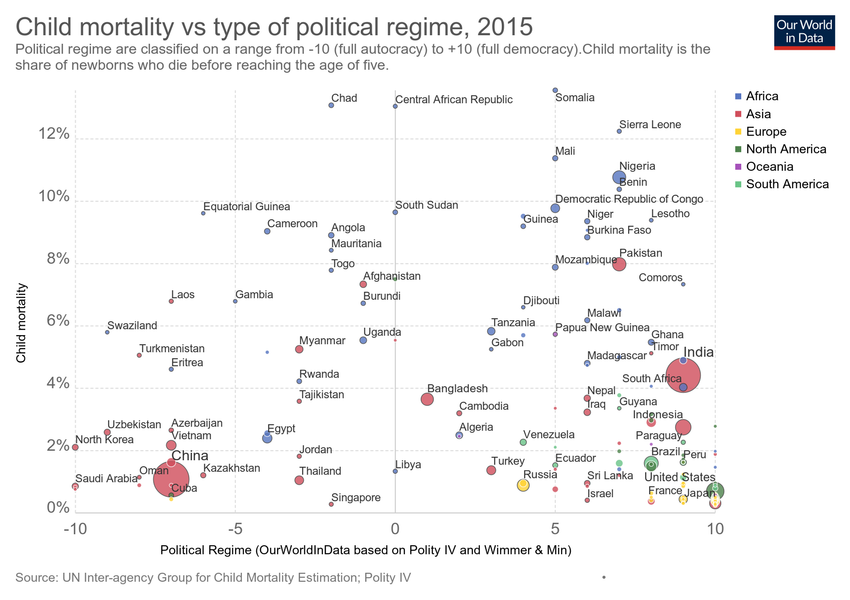 Child mortality vs type of political regime, 2015
Our World
in Data
Political regime are classified on a range from -10 (full autocracy) to +10 (full democracy).Child mortality is the
share of newborns who die before reaching the age of five.
Africa
Asia
Europe
North America
Oceania
South America
Chad
Central African Republic
Somalia
Sierra Leone
12%
Mali
Nigeria
Benin
10%
Equatorial Guinea
South Sudan
Democratic Republic of Congo
Cameroon
Guinea
Niger
Lesotho
Angola
Burkina Faso
Mauritania
8%
Togo
Mozambique
Pakistan
Afghanistan
Comoros
Laos
Gambia
Burundi
Djibouti
6%
Swaziland
Uganda
Tanzania
Malawi
Papua New Guinea
Ghana
Turkmenistan
Myanmar
Gabon
Timor
India
Eritrea
Madagascar
4%
Rwanda
South Africa
Tajikistan
Bangladesh
Nepal
Cambodia
Iraq
Guyana
Indonesia
Uzbekistan
Azerbaijan
Egypt
Algeria
North Korea
Vietnam
Venezuela
Paraguay
2%
China
Jordan
Ecuador
Brazil
Peru
Oman
Kazakhstan
Libya
Turkey
Saudi Arabia
Thailand
Russia
Sri Lanka
United States
Cuba
Singapore
Israel
France
Japan
0%
-10
-5
0
5
10
Child mortality
Political Regime (OurWorldInData based on Polity IV and Wimmer & Min)
Source: UN Inter-agency Group for Child Mortality Estimation; Polity IV